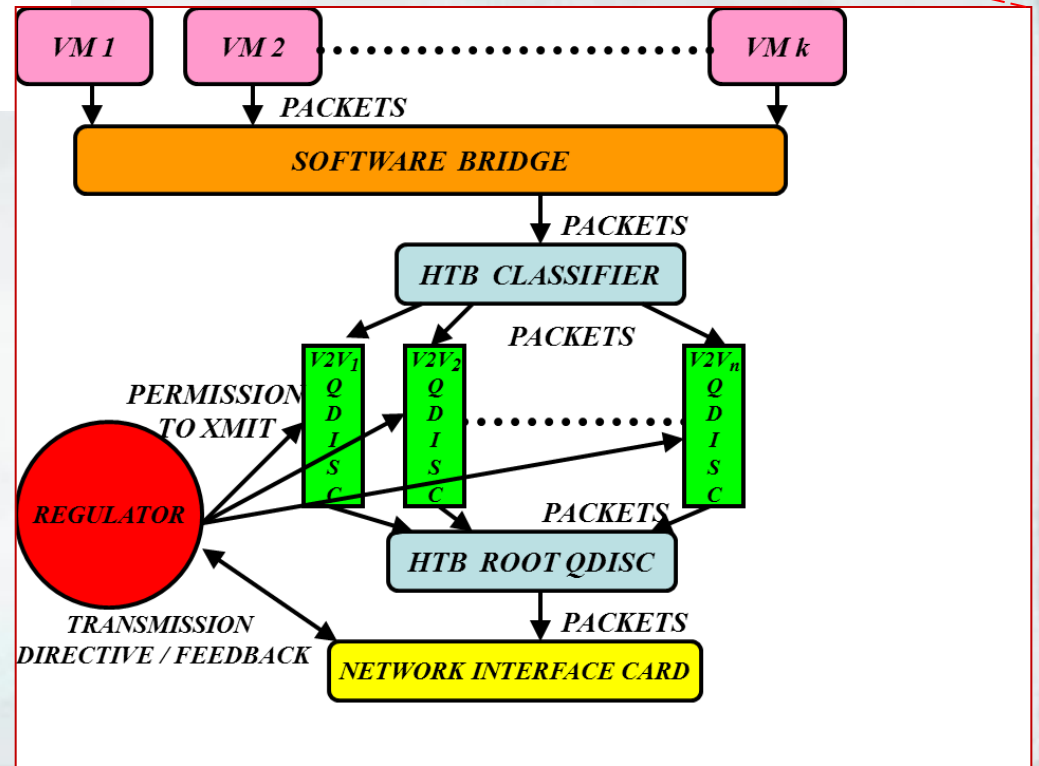 VM 1
VM 2
VM k
PACKETS
SOFTWARE BRIDGE
PACKETS
HTB CLASSIFIER
PACKETS
V2V1
Q
D
I
S
C
V2V2
Q
D
I
S
C
V2Vn
Q
D
I
S
C
PERMISSION
TO XMIT
REGULATOR
PACKETS
HTB ROOT QDISC
TRANSMISSION
DIRECTIVE / FEEDBACK
PACKETS
NETWORK INTERFACE CARD